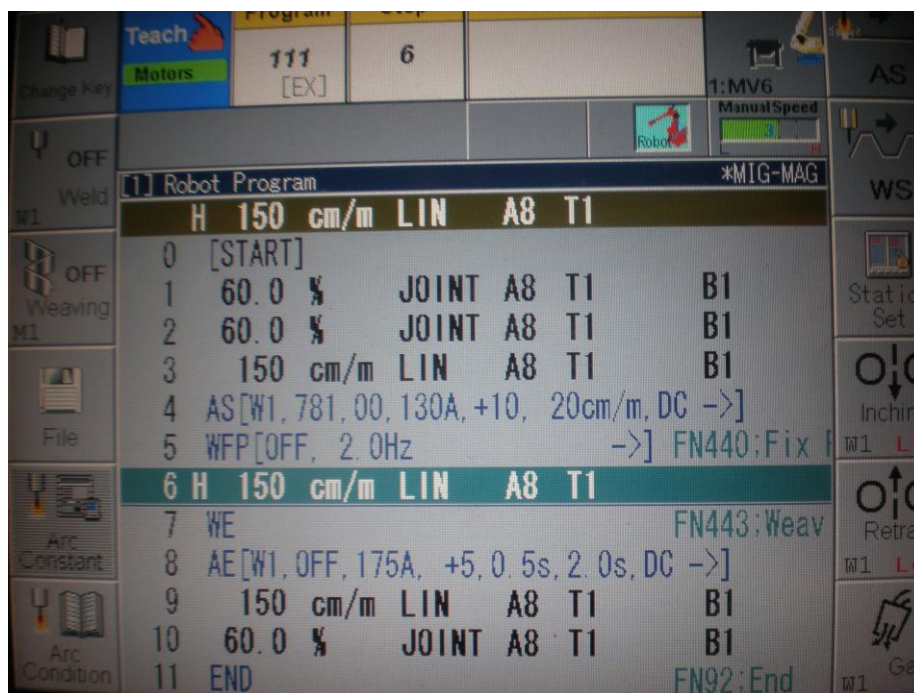 Program Step
Teach
111
6
Motors
[EX]
1:MV6
Change Key
AS
Manual Speed
3
H
Robot
OFF
Weld
W1
[1] Robot Program *MIG-MAG
WS
H 150 cm/m LIN A8 T1
0 [START]
OFF
Weaving
M1
1 60.0 % JOINT A8 T1 B1
Set
2 60.0 % JOINT A8 T1 B1
3 150 cm/m LIN A8 T1 B1
4 AS[W1,781,00,130A,+10, 20cm/m,DC ->]
File
W1
5 WFP[OFF, 2.0Hz ->] FN440;Fix
6 H 150 cm/m LIN A8 T1
Arc
Constant
7 WE FN443;Weav
8 AE[W1,OFF,175A, +5,0.5s,2.0s,DC ->]
W1
9 150 cm/m LIN A8 T1 B1
10 60.0 % JOINT A8 T1 B1
Arc
Condition
11 END FN92;End
W1